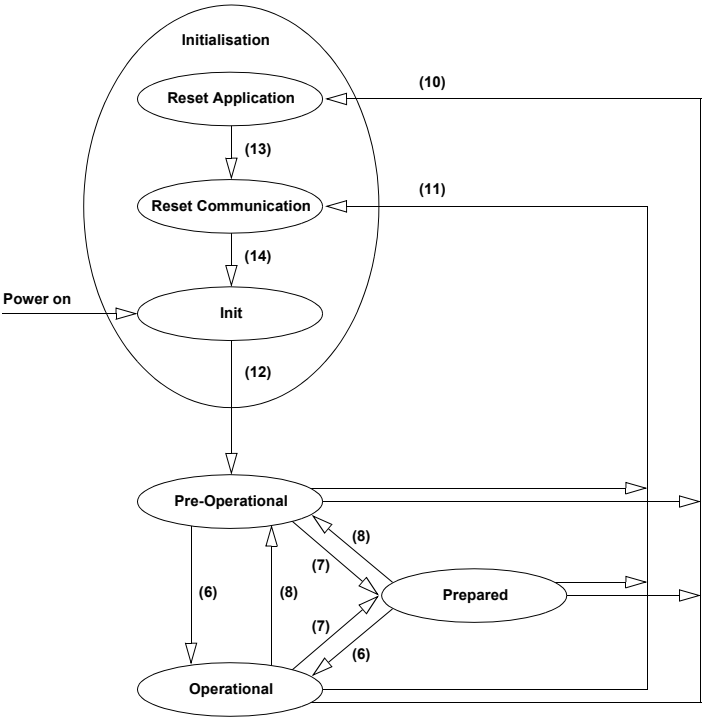 Initialisation
Reset Application
(10)
(13)
Reset Communication
(11)
(14)
Power on
Init
(12)
Pre-Operational
(8)
(7)
(6)
(8)
Prepared
(7)
(6)
Operational